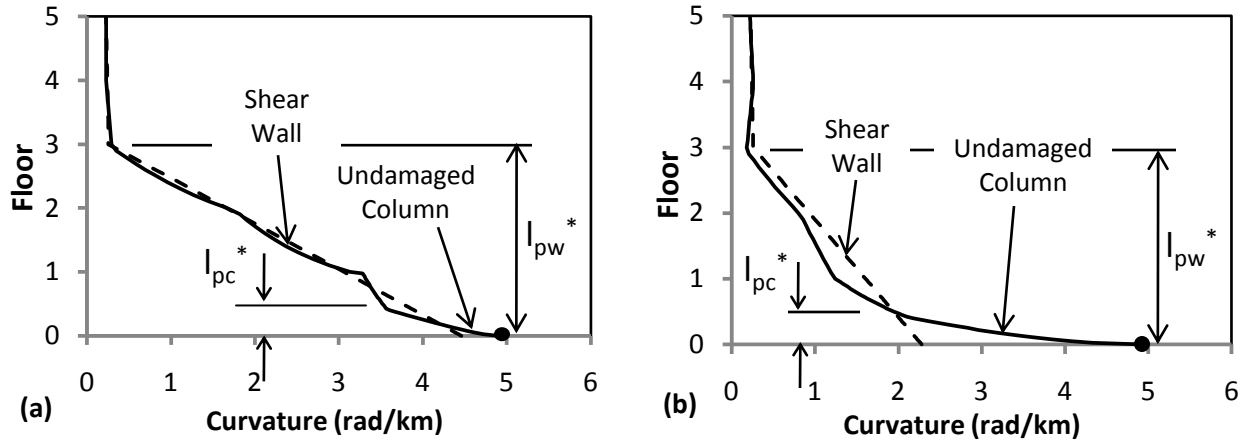 5
4
3
2
1
0
Floor
0 1 2 3 4 5 6
Curvature (rad/km)
Shear
Wall
Undamaged
Column
lpc*
lpw*
(a)
5
4
3
2
1
0
Floor
0 1 2 3 4 5 6
Curvature (rad/km)
Shear
Wall
Undamaged
Column
lpc*
lpw*
(b)